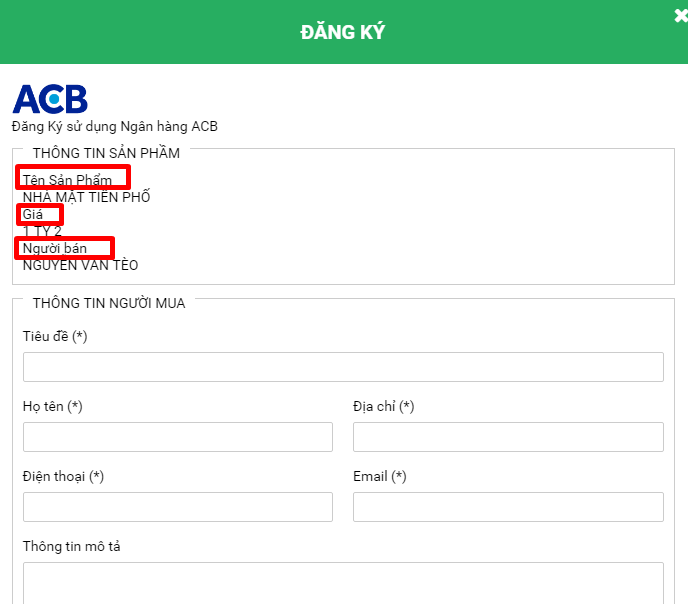 ĐĂNG KÝ
ACB
Đăng Ký sử dụng Ngân hàng ACB
THÔNG TIN SẢN PHẦM
Tên Sản Phẩm
NHÀ MẶT TIỀN PHỐ
Giá
1 TỶ 2
Người bán
NGUYỄN VĂN TÈO
THÔNG TIN NGƯỜI MUA
Tiêu đề (*)
Họ tên (*) Địa chỉ (*)
Điện thoại (*) Email (*)
Thông tin mô tả